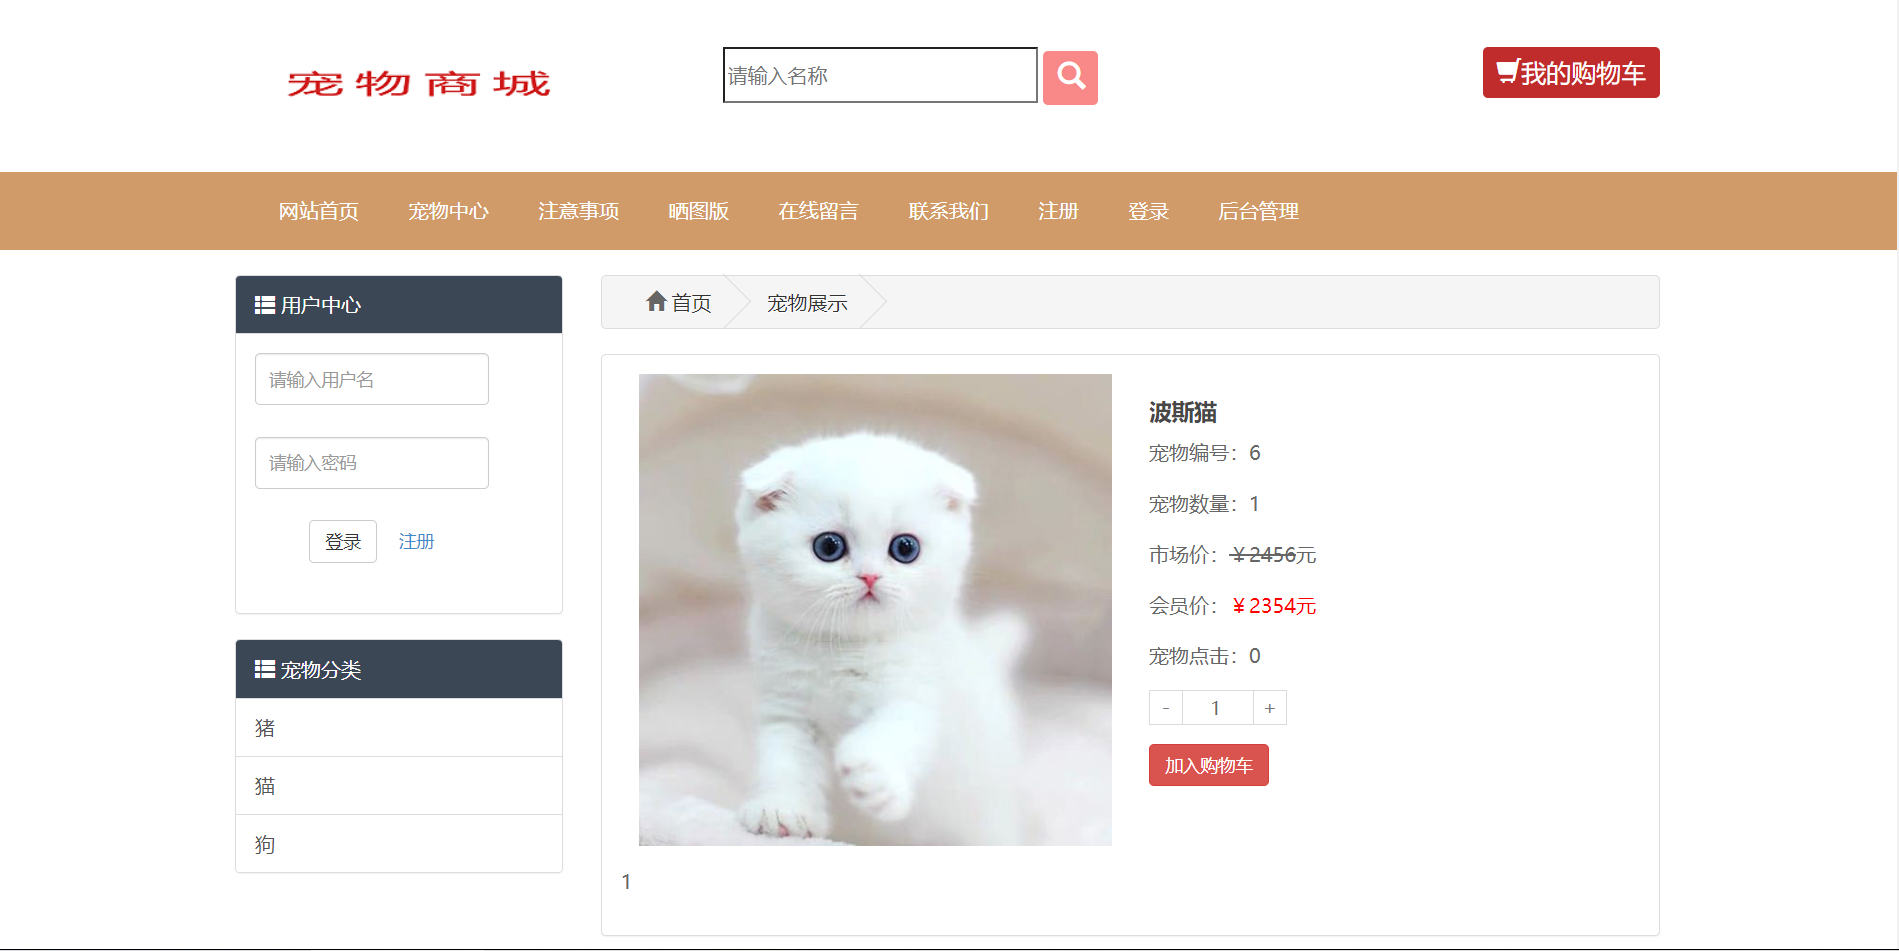 宠物商城
请输入名称
我的购物车
网站首页 宠物中心 注意事项 晒图版 在线留言 联系我们 注册 登录 后台管理
用户中心
请输入用户名
请输入密码
登录 注册
宠物分类
猪
猫
狗
首页 宠物展示
波斯猫
宠物编号：6
宠物数量：1
市场价：￥2456元
会员价：￥2354元
宠物点击：0
- 1 +
加入购物车
1